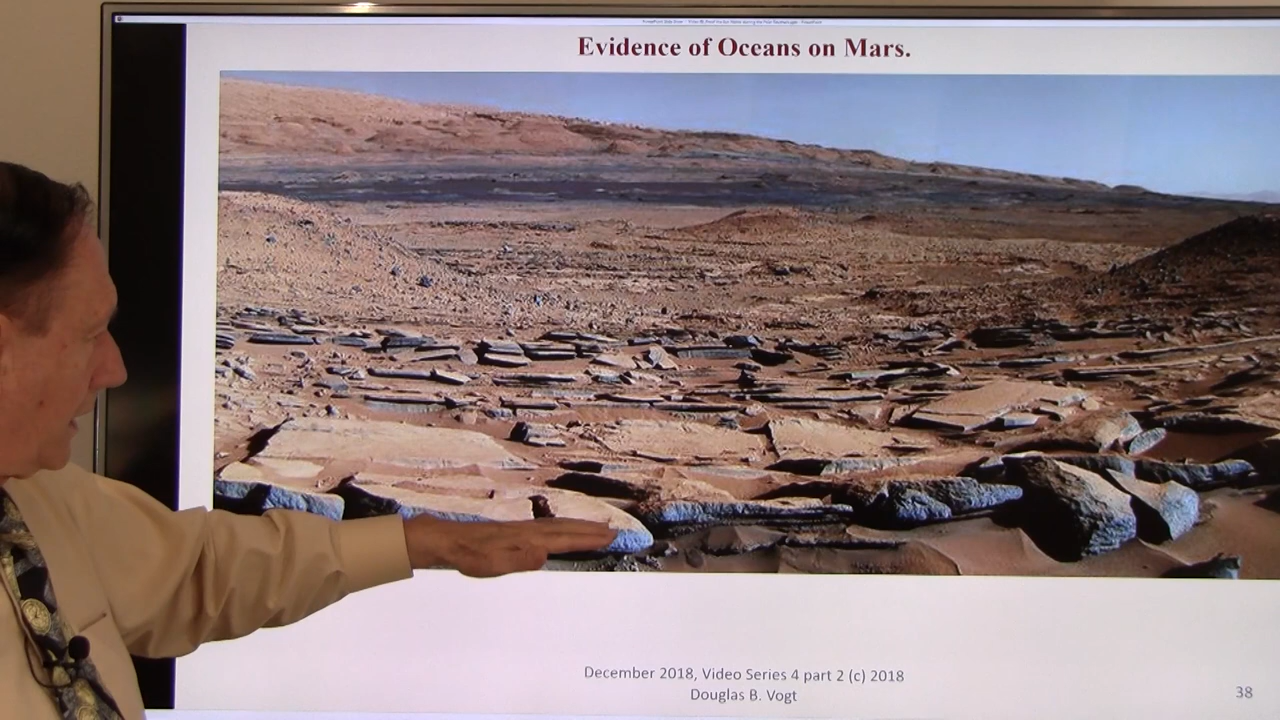 Evidence of Oceans on Mars.
December 2018, Video Series 4 part 2 (c) 2018
Douglas B. Vogt
38